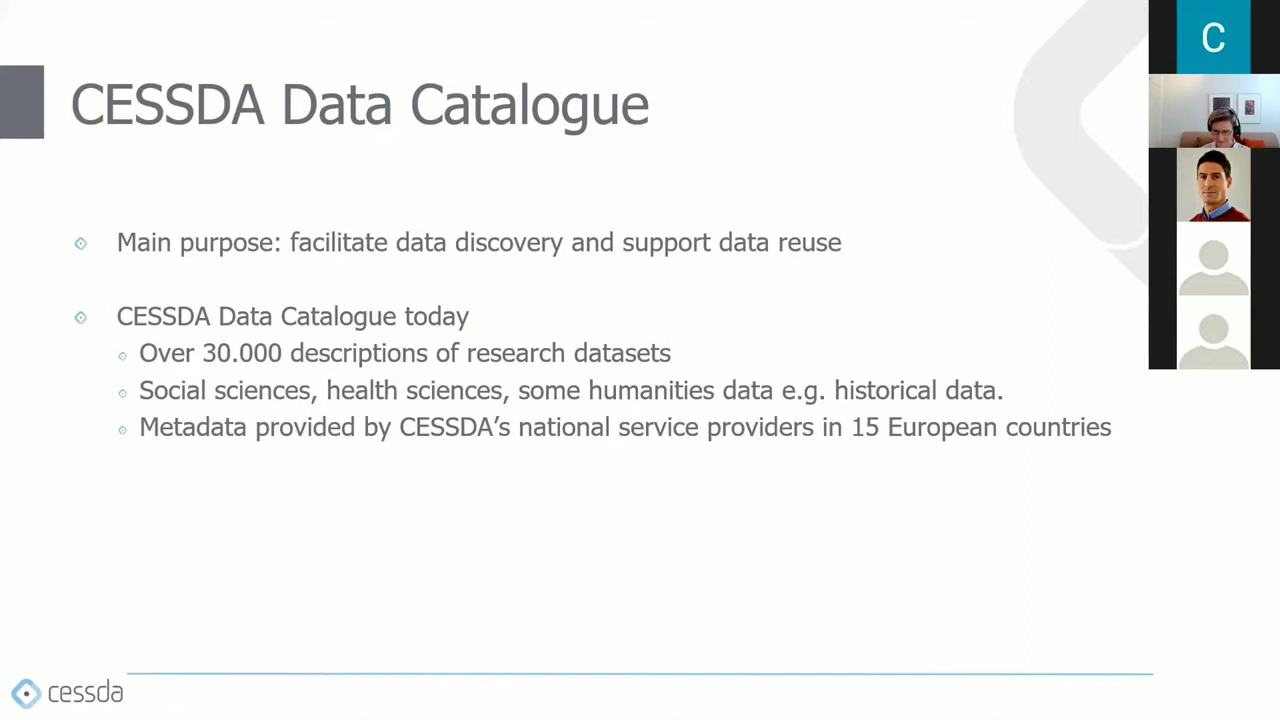 CESSDA Data Catalogue
Main purpose: facilitate data discovery and support data reuse
CESSDA Data Catalogue today
Over 30.000 descriptions of research datasets
Social sciences, health sciences, some humanities data e.g. historical data.
Metadata provided by CESSDA’s national service providers in 15 European countries
cessda
C